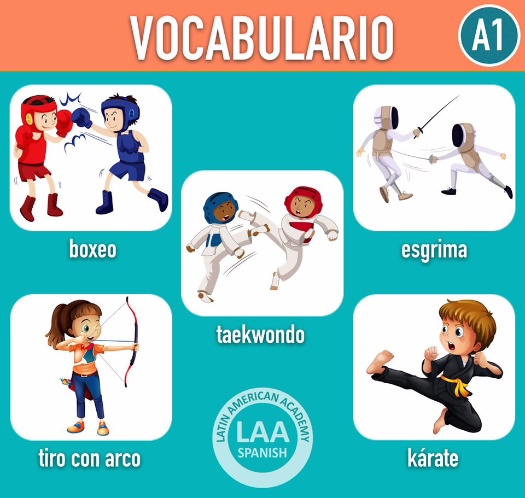 VOCABULARIO
A1
boxeo
esgrima
taekwondo
tiro con arco
kárate
LATIN AMERICAN ACADEMY
LAA
SPANISH